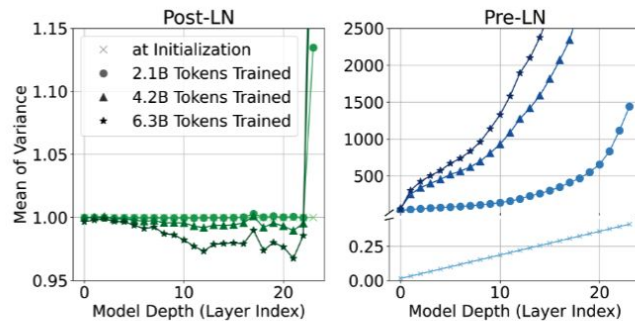 Post-LN
Pre-LN
1.15
1.10
1.05
1.00
0.95
Mean of Variance
at Initialization
2.1B Tokens Trained
4.2B Tokens Trained
6.3B Tokens Trained
0 10 20
Model Depth (Layer Index)
2500
2000
1500
1000
500
0.25
0.00
0 10 20
Model Depth (Layer Index)